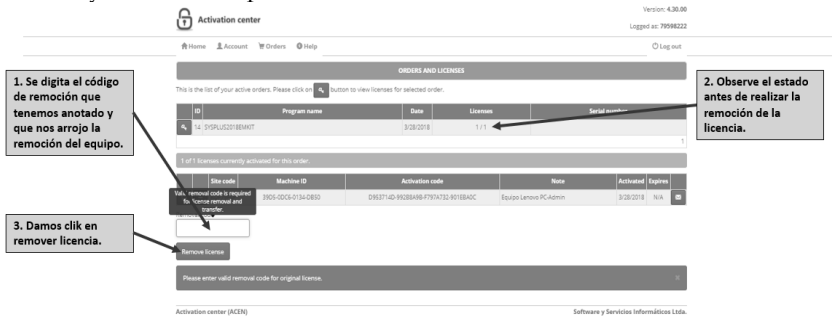 Version: 4.30.00
Activation center
Logged as: 79598222
Home Account Orders Help
Log out
ORDERS AND LICENSES
1. Se digita el código
de remoción que
tenemos anotado y
que nos arrojo la
remoción del equipo.
2. Observe el estado
antes de realizar la
remoción de la
licencia.
This is the list of your active orders. Please click on button to view licenses for selected order.
ID Program name Date Licenses Serial number
14 SYSPLUS2018EMKIT 3/28/2018 1 / 1
1
1 of 1 licenses currently activated for this order.
Site code Machine ID Activation code Note Activated Expires
Valid removal code is required
for license removal and
transfer.
39D6-0DC6-0134-DB50 D953714D-992B8A9B-F797A732-901EBA0C Equipo Lenovo PC-Admin 3/28/2018 N/A
3. Damos clik en
remover licencia.
Remove license
Please enter valid removal code for original license.
Activation center (ACEN) Software y Servicios Informáticos Ltda.